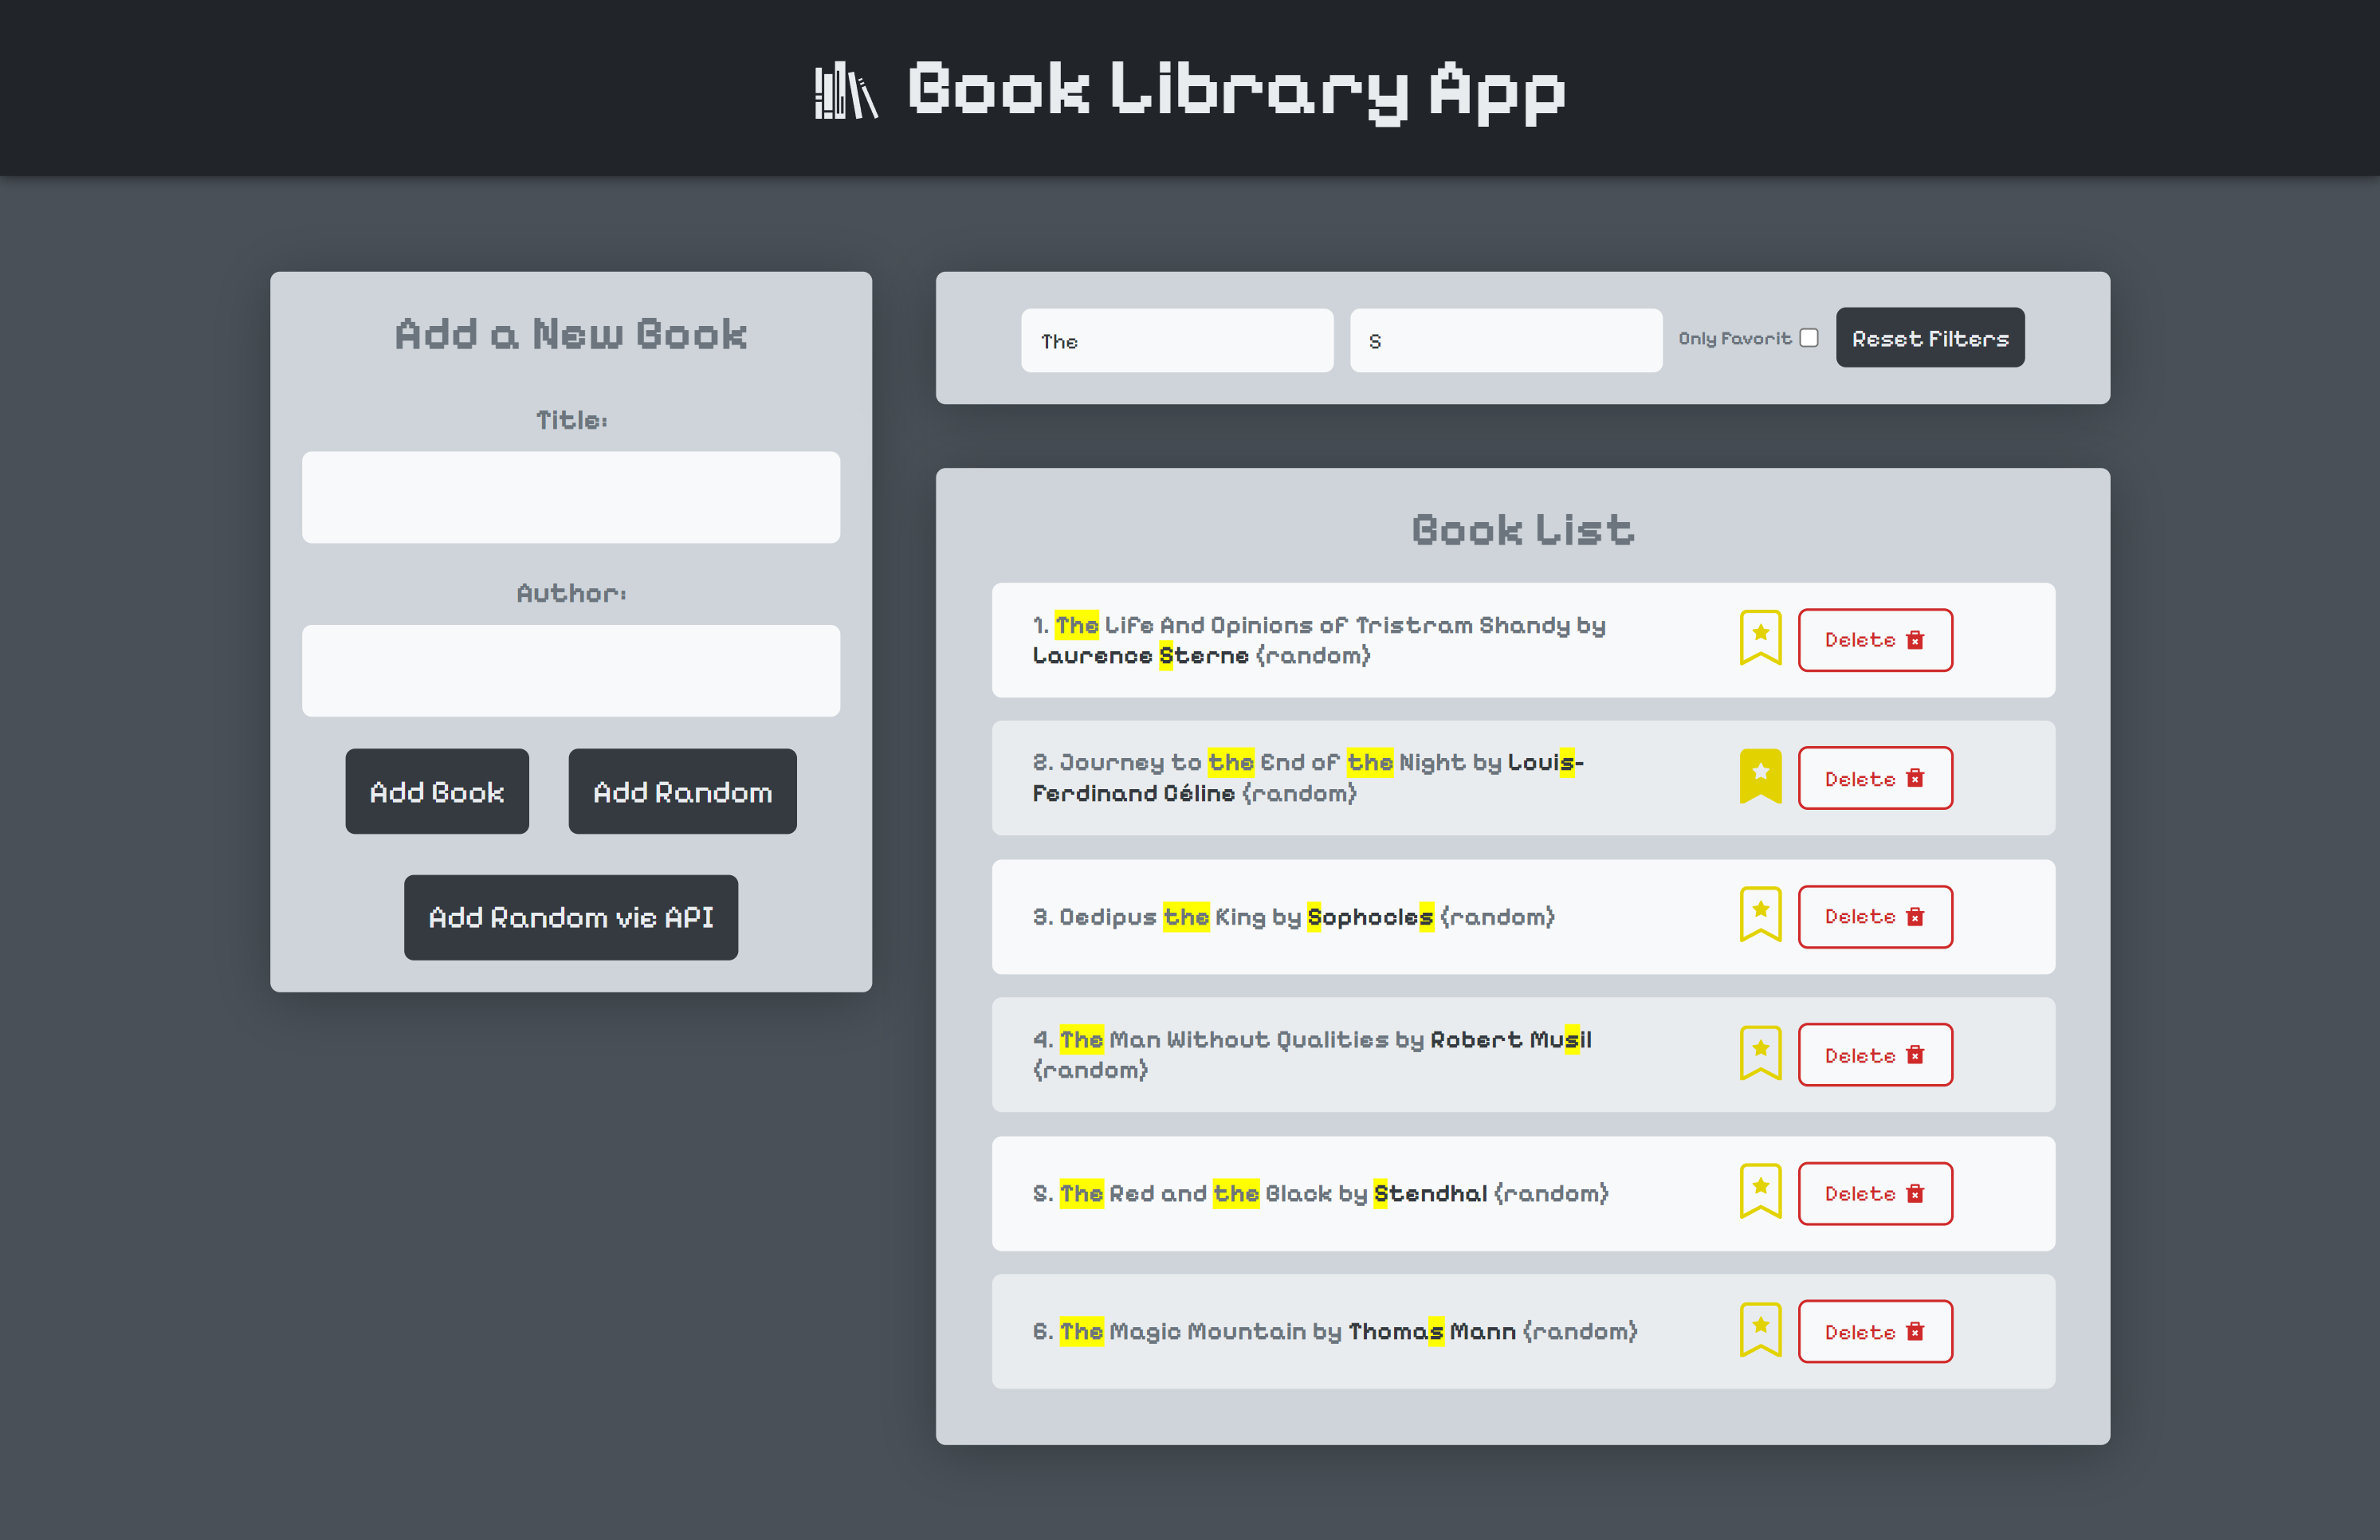 Book Library App
Add a New Book
Title:
Author:
Add Book
Add Random
Add Random vie API
The
S
Only Favorit
Reset Filters
Book List
1. The Life And Opinions of Tristram Shandy by
Laurence Sterne {random}
Delete
2. Journey to the End of the Night by Louis-
Ferdinand Céline {random}
Delete
3. Oedipus the King by Sophocles {random}
Delete
4. The Man Without Qualities by Robert Musil
{random}
Delete
5. The Red and the Black by Stendhal {random}
Delete
6. The Magic Mountain by Thomas Mann {random}
Delete